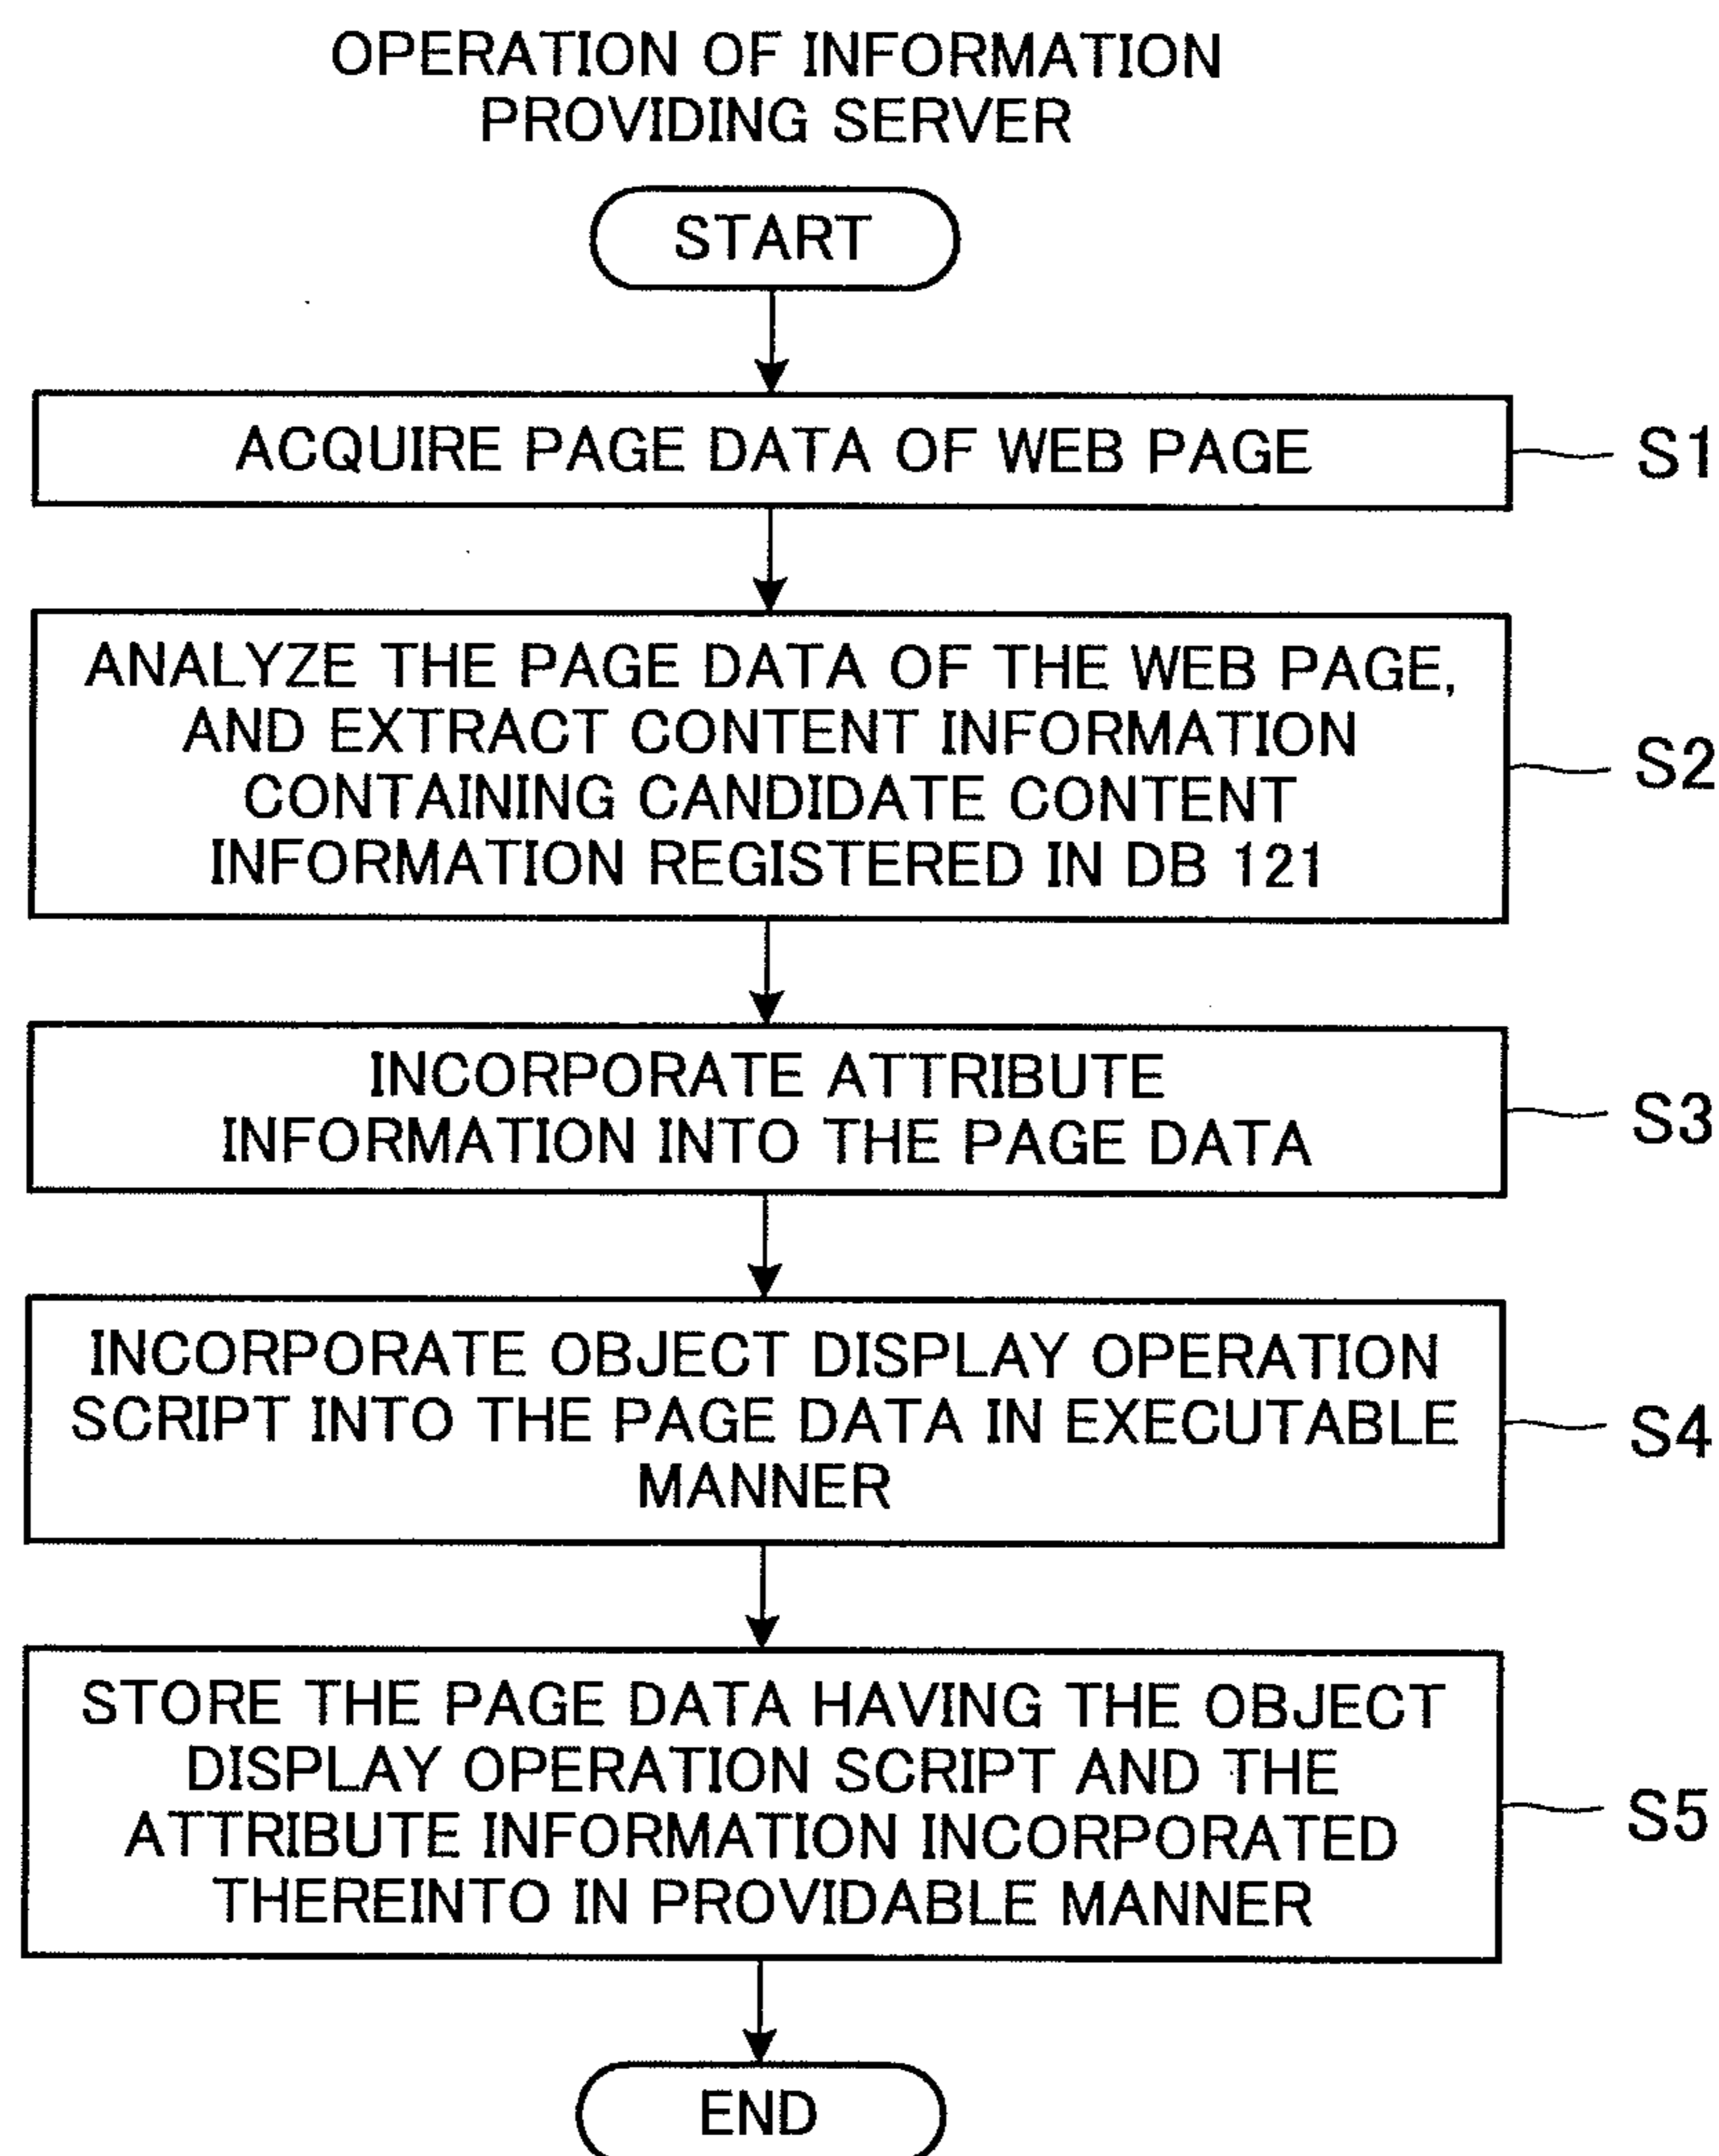 OPERATION OF INFORMATION
PROVIDING SERVER
START
ACQUIRE PAGE DATA OF WEB PAGE
S1
ANALYZE THE PAGE DATA OF THE WEB PAGE,
AND EXTRACT CONTENT INFORMATION
CONTAINING CANDIDATE CONTENT
INFORMATION REGISTERED IN DB 121
S2
INCORPORATE ATTRIBUTE
INFORMATION INTO THE PAGE DATA
S3
INCORPORATE OBJECT DISPLAY OPERATION
SCRIPT INTO THE PAGE DATA IN EXECUTABLE
MANNER
S4
STORE THE PAGE DATA HAVING THE OBJECT
DISPLAY OPERATION SCRIPT AND THE
ATTRIBUTE INFORMATION INCORPORATED
THEREINTO IN PROVIDABLE MANNER
S5
END